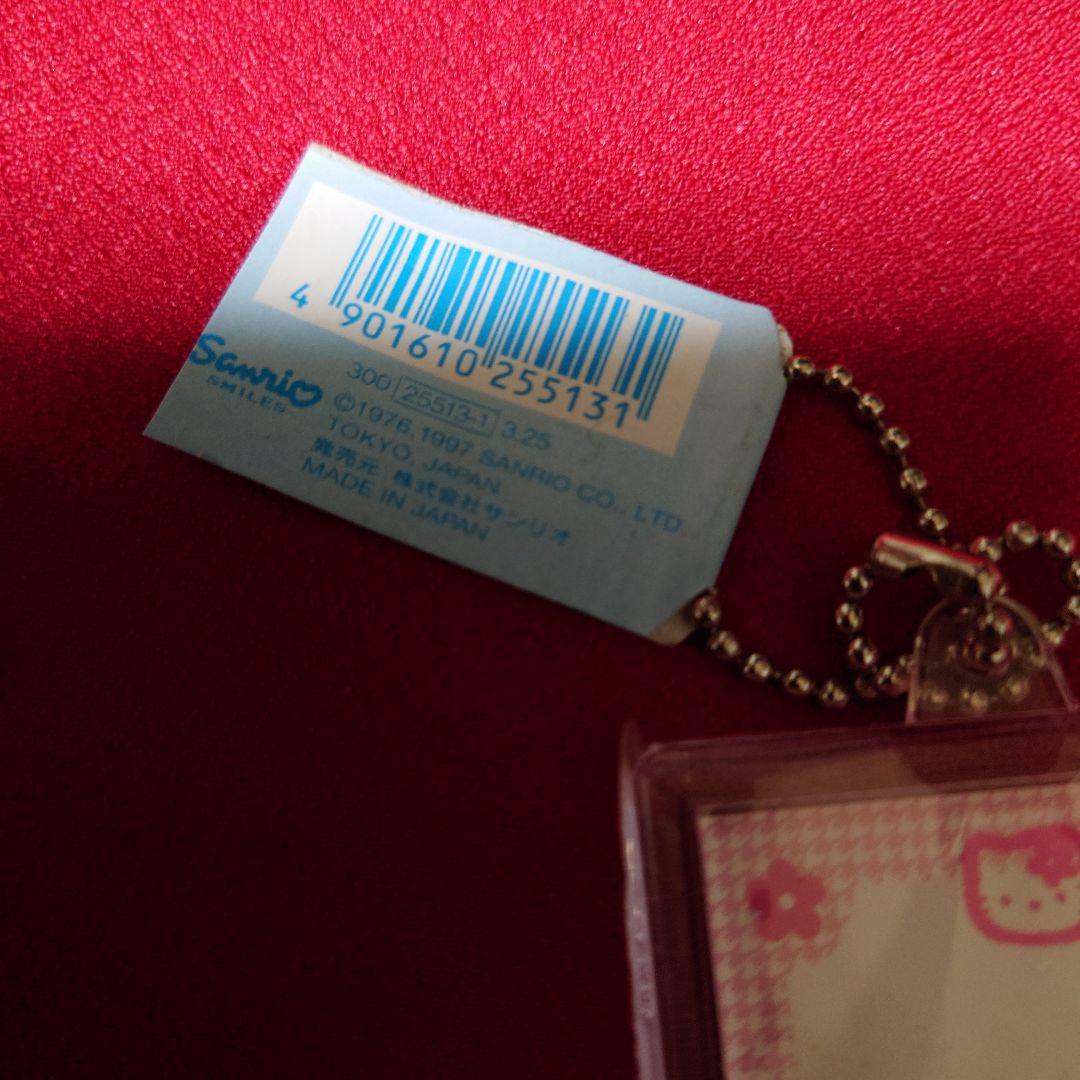 4 901610 255131
Sanrio
SMILES
300 25513-1 3.25
©1976,1997 SANRIO CO., LTD.
TOKYO, JAPAN
発売元 株式会社サンリオ
MADE IN JAPAN